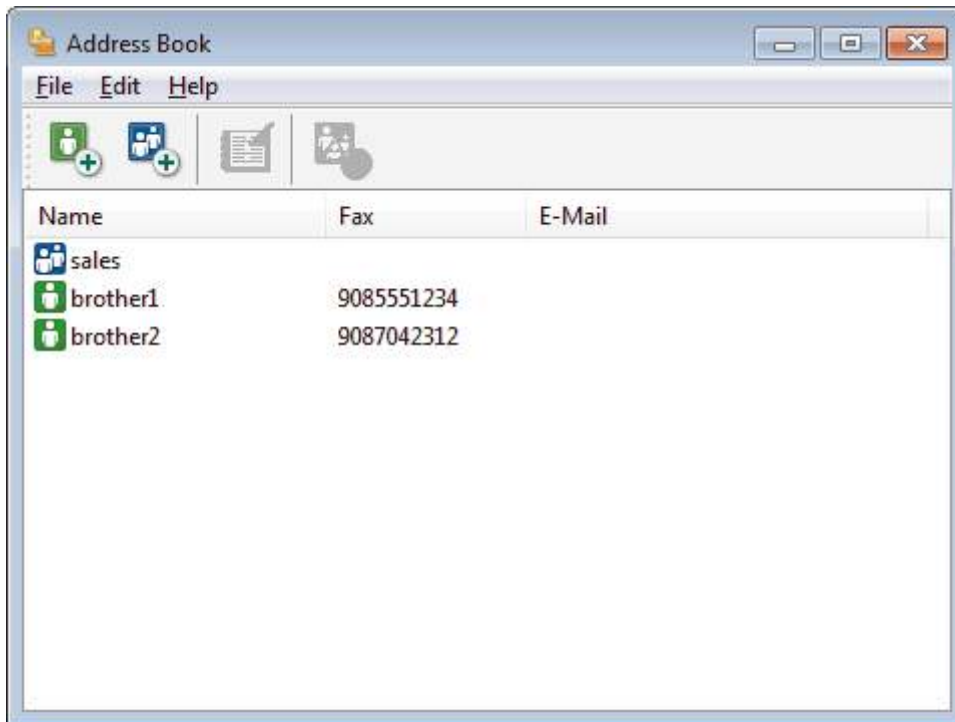 Address Book
File Edit Help
Name Fax E-Mail
sales
brother1 9085551234
brother2 9087042312